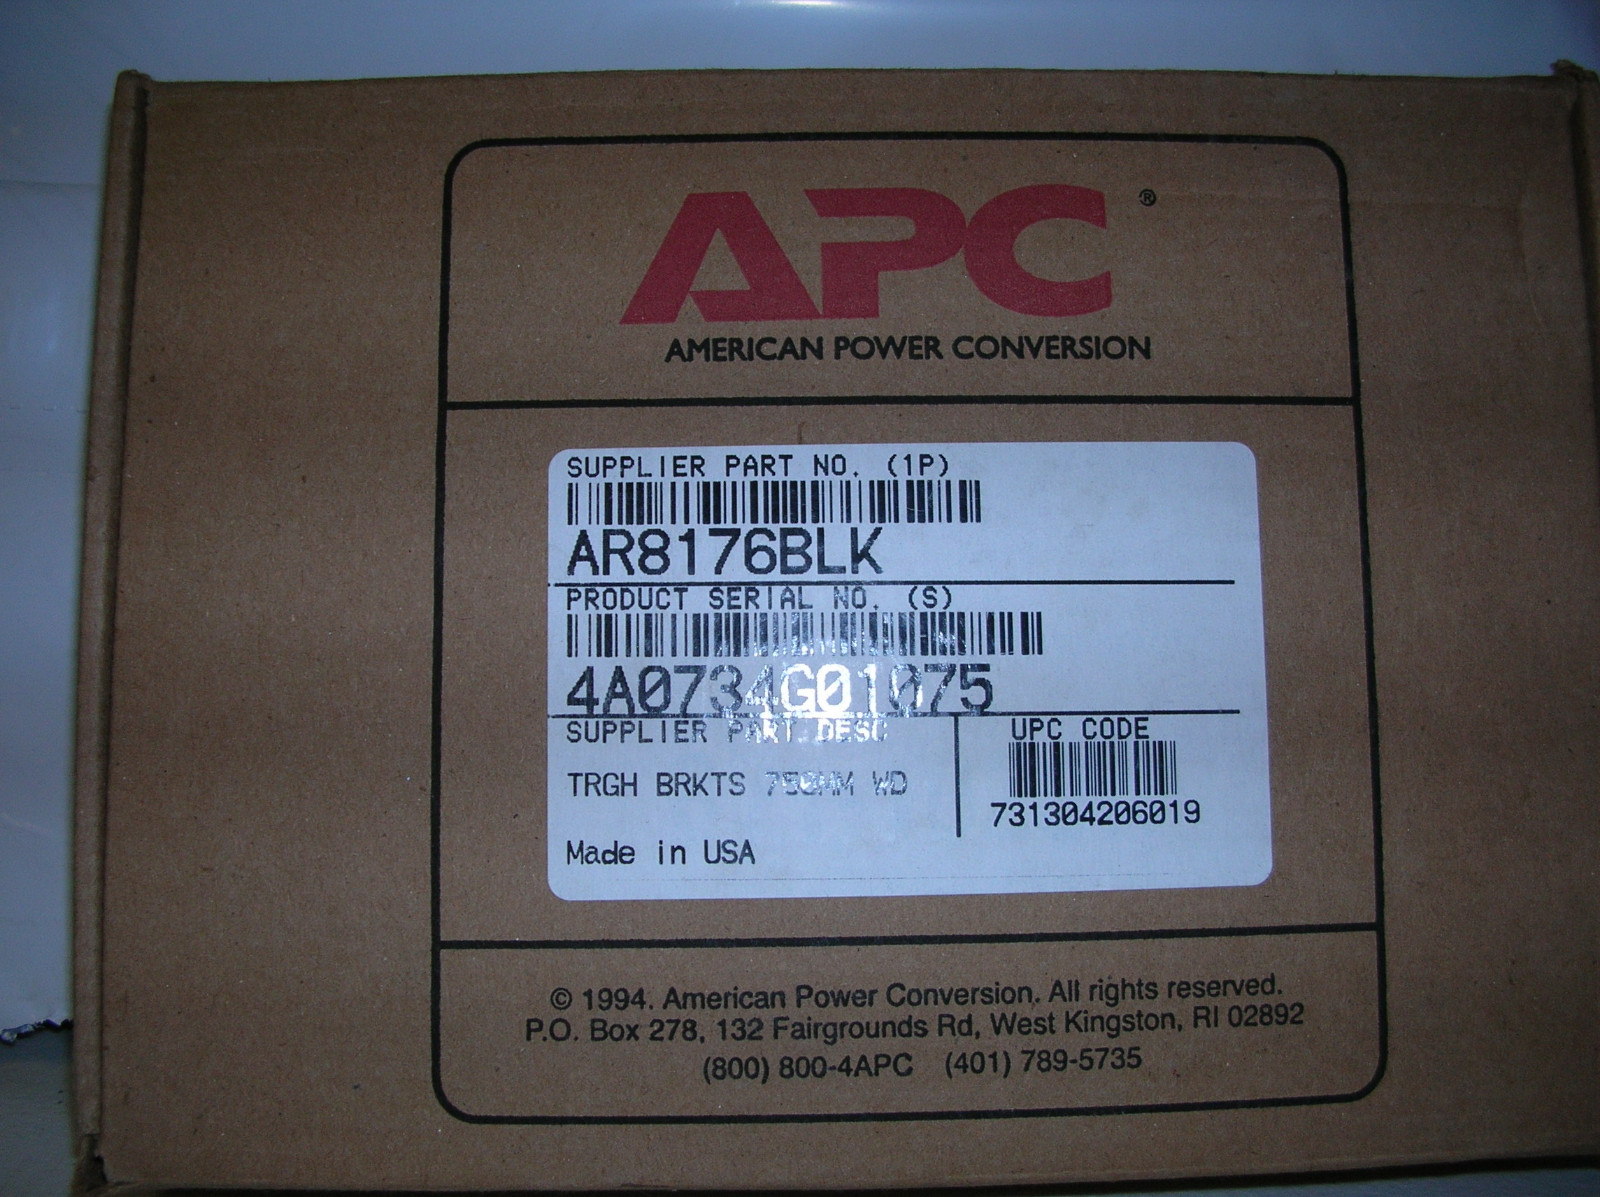 APC®
AMERICAN POWER CONVERSION
SUPPLIER PART NO. (1P)
AR8176BLK
PRODUCT SERIAL NO. (S)
4A0734G01075
SUPPLIER PART DESC
UPC CODE
TRGH BRKTS 750MM WD
731304206019
Made in USA
© 1994. American Power Conversion. All rights reserved.
P.O. Box 278, 132 Fairgrounds Rd, West Kingston, RI 02892
(800) 800-4APC (401) 789-5735